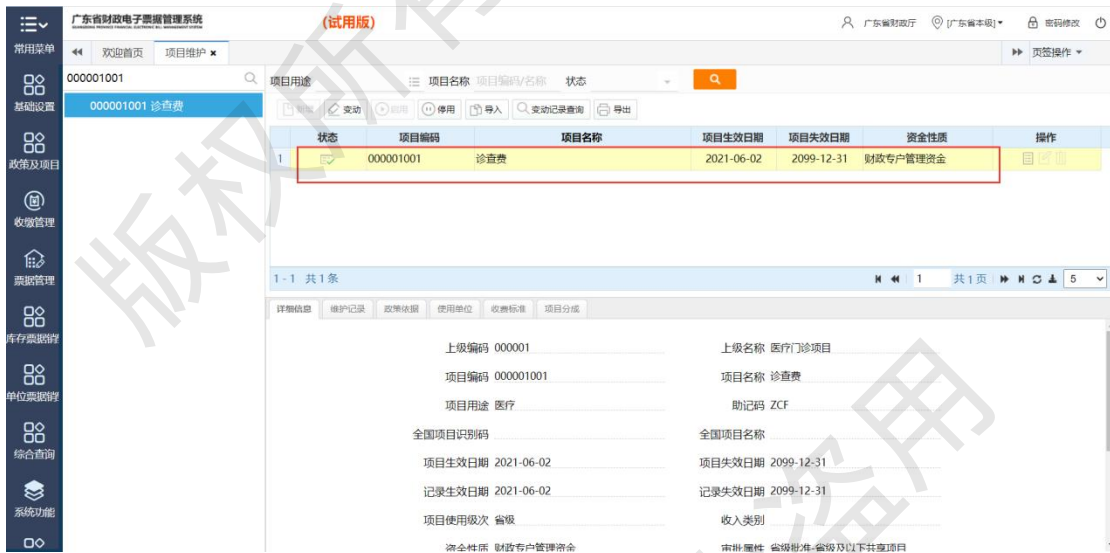 广东省财政电子票据管理系统 (试用版) 广东省财政厅 [广东省本级] 密码修改
常用菜单 欢迎首页 项目维护 × 页签操作
000001001 项目用途 项目名称 项目编码/名称 状态
基础设置 000001001 诊查费
新增 变动 启用 停用 导入 变动记录查询 导出
状态 项目编码 项目名称 项目生效日期 项目失效日期 资金性质 操作
1 000001001 诊查费 2021-06-02 2099-12-31 财政专户管理资金
政策及项目
收缴管理
票据管理
1 - 1 共1条 1 共1页 5
详细信息 维护记录 政策依据 使用单位 收费标准 项目分成
库存票据管理
上级编码 000001 上级名称 医疗门诊项目
项目编码 000001001 项目名称 诊查费
单位票据管理
项目用途 医疗 助记码 ZCF
全国项目识别码 全国项目名称
综合查询
项目生效日期 2021-06-02 项目失效日期 2099-12-31
记录生效日期 2021-06-02 记录失效日期 2099-12-31
系统功能
项目使用级次 省级 收入类别
资金性质 财政专户管理资金 审批属性 省级批准-省级及以下共享项目
版权所有
盗用